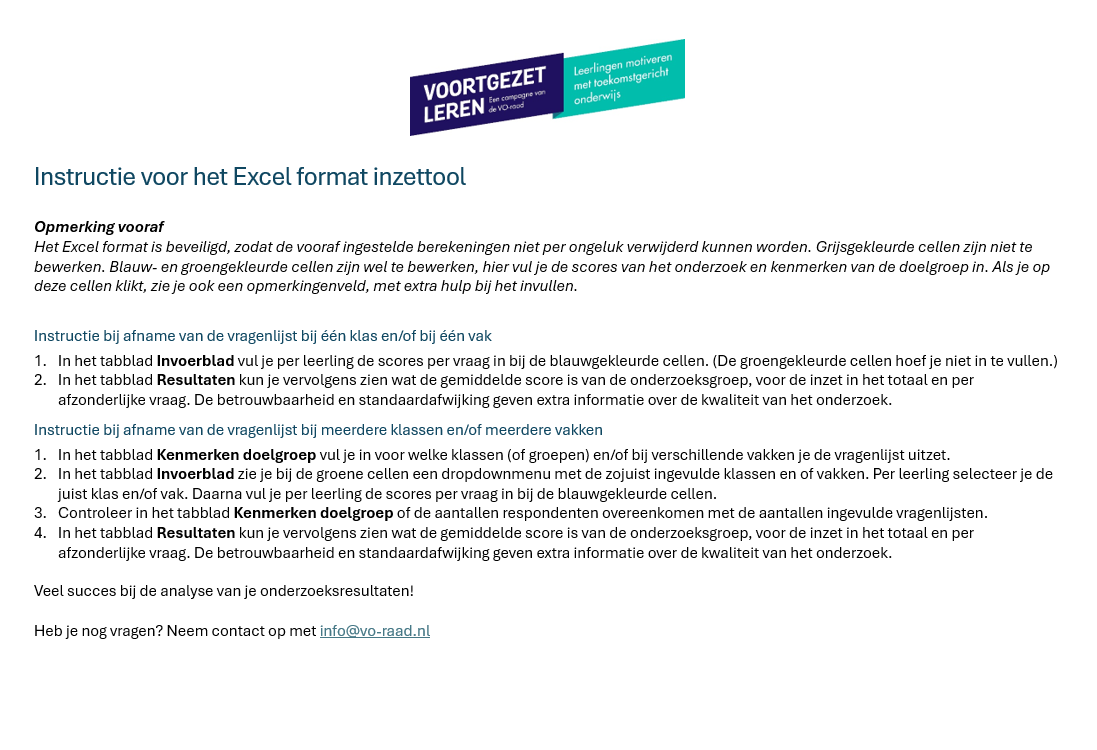 VOORTGEZET
LEREN Een campagne van
de VO-raad
Leerlingen motiveren
met toekomstgericht
onderwijs
Instructie voor het Excel format inzettool
Opmerking vooraf
Het Excel format is beveiligd, zodat de vooraf ingestelde berekeningen niet per ongeluk verwijderd kunnen worden. Grijsgekleurde cellen zijn niet te
bewerken. Blauw- en groengekleurde cellen zijn wel te bewerken, hier vul je de scores van het onderzoek en kenmerken van de doelgroep in. Als je op
deze cellen klikt, zie je ook een opmerkingenveld, met extra hulp bij het invullen.
Instructie bij afname van de vragenlijst bij één klas en/of bij één vak
1. In het tabblad Invoerblad vul je per leerling de scores per vraag in bij de blauwgekleurde cellen. (De groengekleurde cellen hoef je niet in te vullen.)
2. In het tabblad Resultaten kun je vervolgens zien wat de gemiddelde score is van de onderzoeksgroep, voor de inzet in het totaal en per
afzonderlijke vraag. De betrouwbaarheid en standaardafwijking geven extra informatie over de kwaliteit van het onderzoek.
Instructie bij afname van de vragenlijst bij meerdere klassen en/of meerdere vakken
1. In het tabblad Kenmerken doelgroep vul je in voor welke klassen (of groepen) en/of bij verschillende vakken je de vragenlijst uitzet.
2. In het tabblad Invoerblad zie je bij de groene cellen een dropdownmenu met de zojuist ingevulde klassen en of vakken. Per leerling selecteer je de
juist klas en/of vak. Daarna vul je per leerling de scores per vraag in bij de blauwgekleurde cellen.
3. Controleer in het tabblad Kenmerken doelgroep of de aantallen respondenten overeenkomen met de aantallen ingevulde vragenlijsten.
4. In het tabblad Resultaten kun je vervolgens zien wat de gemiddelde score is van de onderzoeksgroep, voor de inzet in het totaal en per
afzonderlijke vraag. De betrouwbaarheid en standaardafwijking geven extra informatie over de kwaliteit van het onderzoek.
Veel succes bij de analyse van je onderzoeksresultaten!
Heb je nog vragen? Neem contact op met info@vo-raad.nl